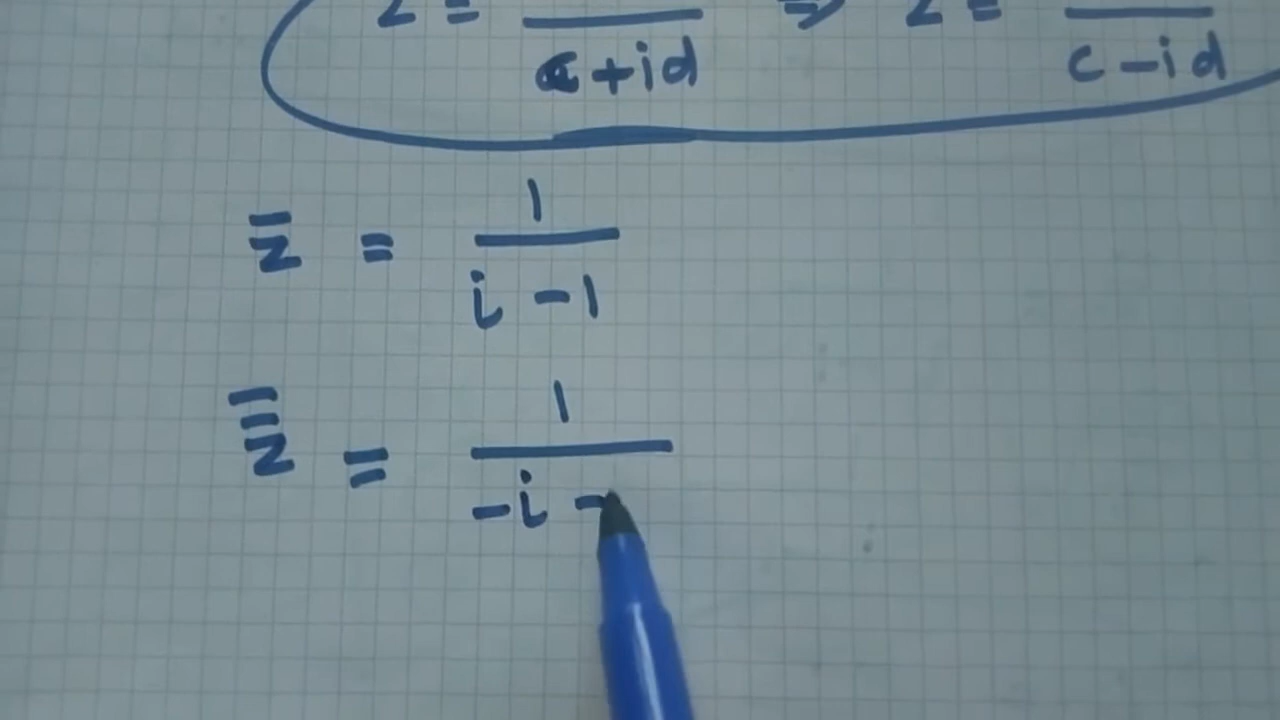 z = ⇒ z =
c+id c-id
z̄ = 1/(i - 1)
z̿ = 1/(-i -